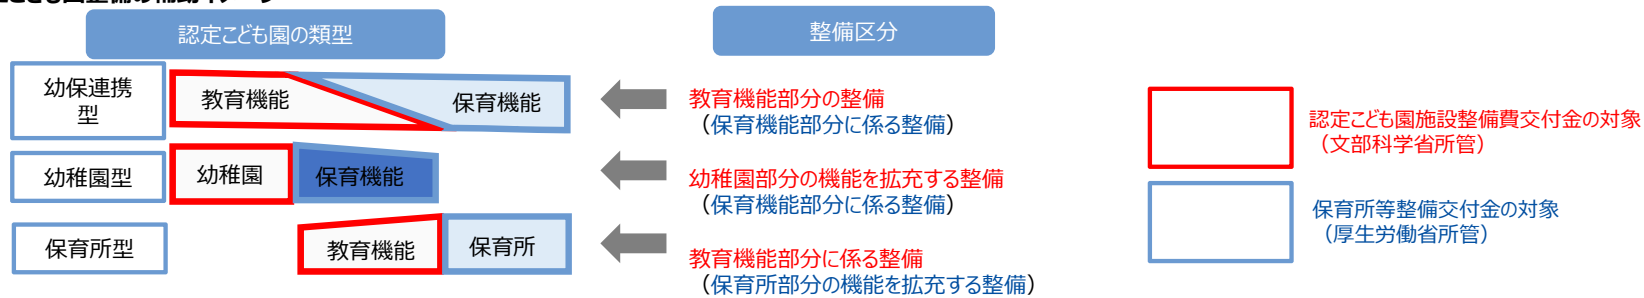 認定こども園の類型
整備区分
幼保連携
型
教育機能
保育機能
教育機能部分の整備
（保育機能部分に係る整備）
幼稚園型
幼稚園
保育機能
幼稚園部分の機能を拡充する整備
（保育機能部分に係る整備）
保育所型
教育機能
保育所
教育機能部分に係る整備
（保育所部分の機能を拡充する整備）
認定こども園施設整備費交付金の対象
（文部科学省所管）
保育所等整備交付金の対象
（厚生労働省所管）